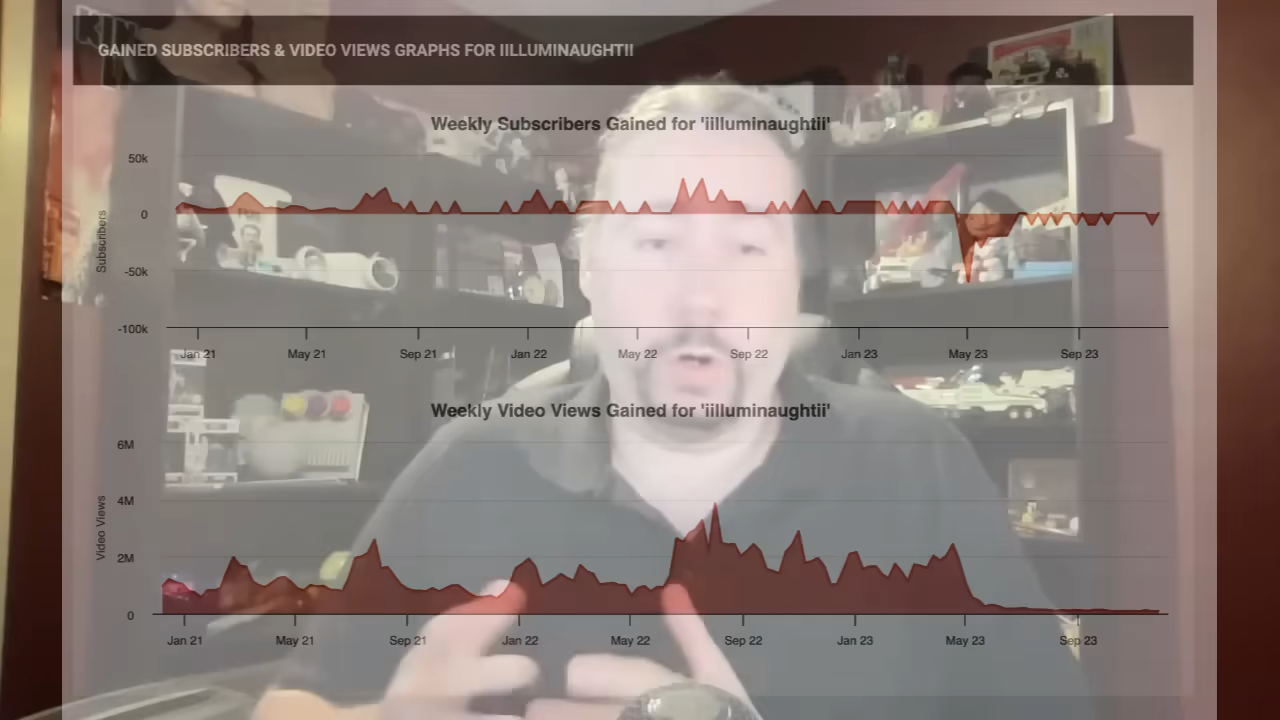 GAINED SUBSCRIBERS & VIDEO VIEWS GRAPHS FOR IILLUMINAUGHTII
Weekly Subscribers Gained for 'iilluminaughtii'
50k
0
-50k
-100k
Subscribers
Jan 21 May 21 Sep 21 Jan 22 May 22 Sep 22 Jan 23 May 23 Sep 23
Weekly Video Views Gained for 'iilluminaughtii'
6M
4M
2M
0
Video Views
Jan 21 May 21 Sep 21 Jan 22 May 22 Sep 22 Jan 23 May 23 Sep 23